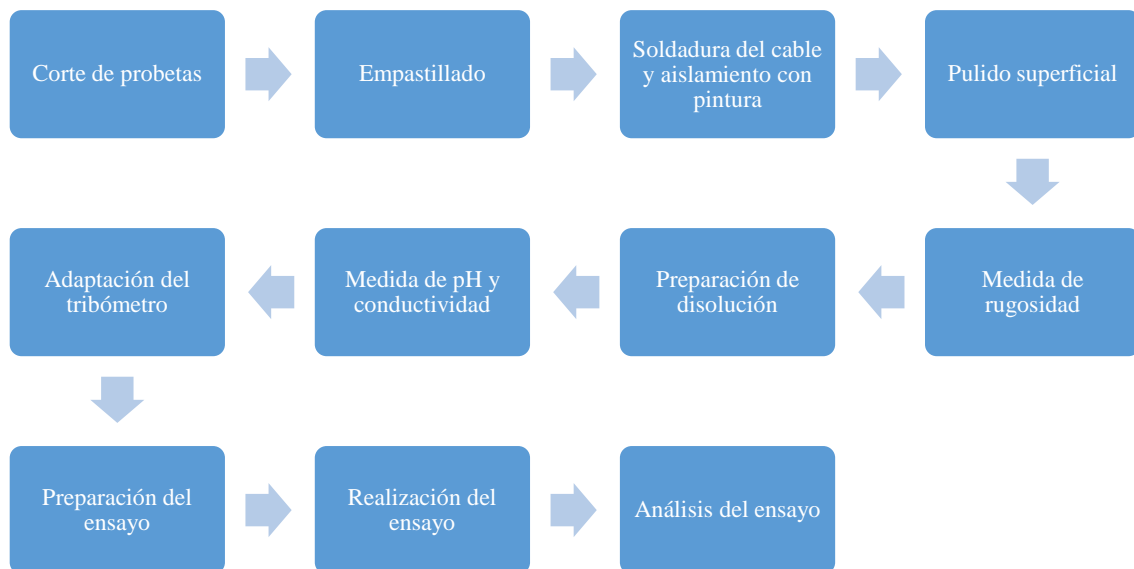 Corte de probetas
Empastillado
Soldadura del cable
y aislamiento con
pintura
Pulido superficial
Medida de
rugosidad
Preparación de
disolución
Medida de pH y
conductividad
Adaptación del
tribómetro
Preparación del
ensayo
Realización del
ensayo
Análisis del ensayo